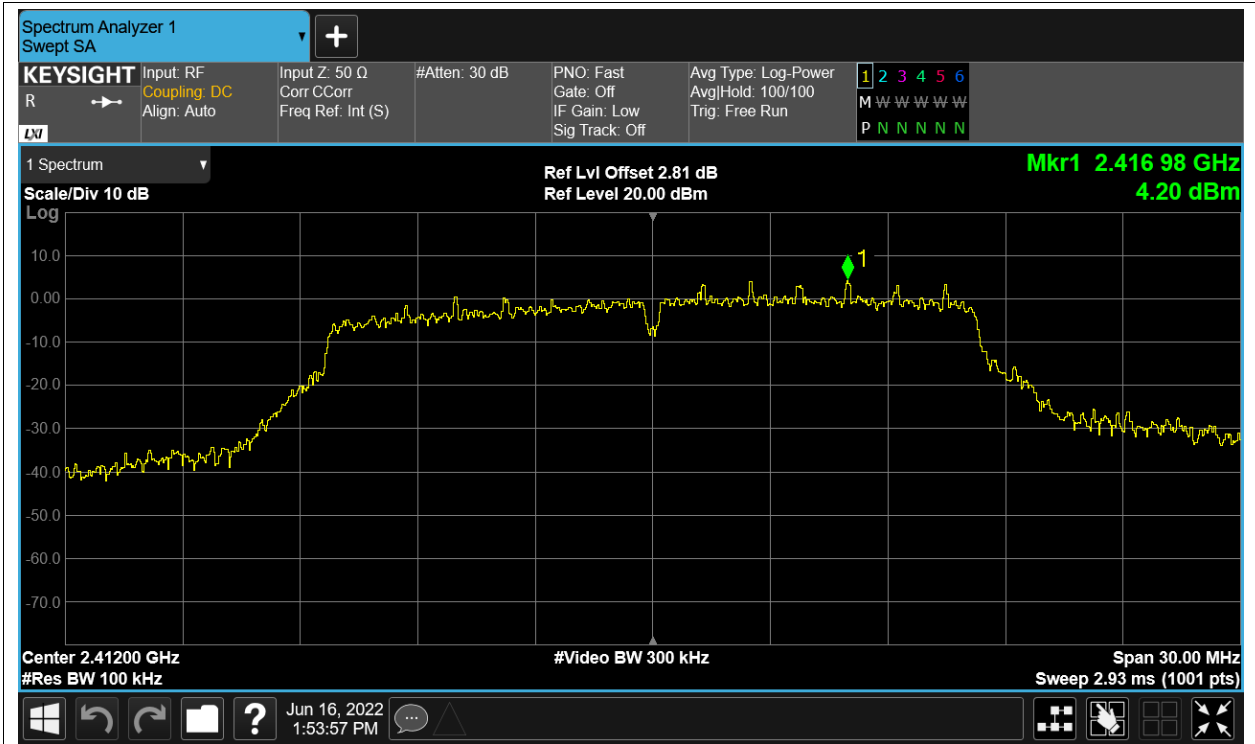 Spectrum Analyzer 1
Swept SA
KEYSIGHT
R
LXI
Input: RF
Coupling: DC
Align: Auto
Input Z: 50 Ω
Corr CCorr
Freq Ref: Int (S)
#Atten: 30 dB
PNO: Fast
Gate: Off
IF Gain: Low
Sig Track: Off
Avg Type: Log-Power
Avg|Hold: 100/100
Trig: Free Run
1 2 3 4 5 6
M W W W W W
P N N N N N
1 Spectrum
Scale/Div 10 dB
Log
Ref Lvl Offset 2.81 dB
Ref Level 20.00 dBm
Mkr1 2.416 98 GHz
4.20 dBm
1
10.0
0.00
-10.0
-20.0
-30.0
-40.0
-50.0
-60.0
-70.0
Center 2.41200 GHz
#Video BW 300 kHz
Span 30.00 MHz
#Res BW 100 kHz
Sweep 2.93 ms (1001 pts)
?
Jun 16, 2022
1:53:57 PM